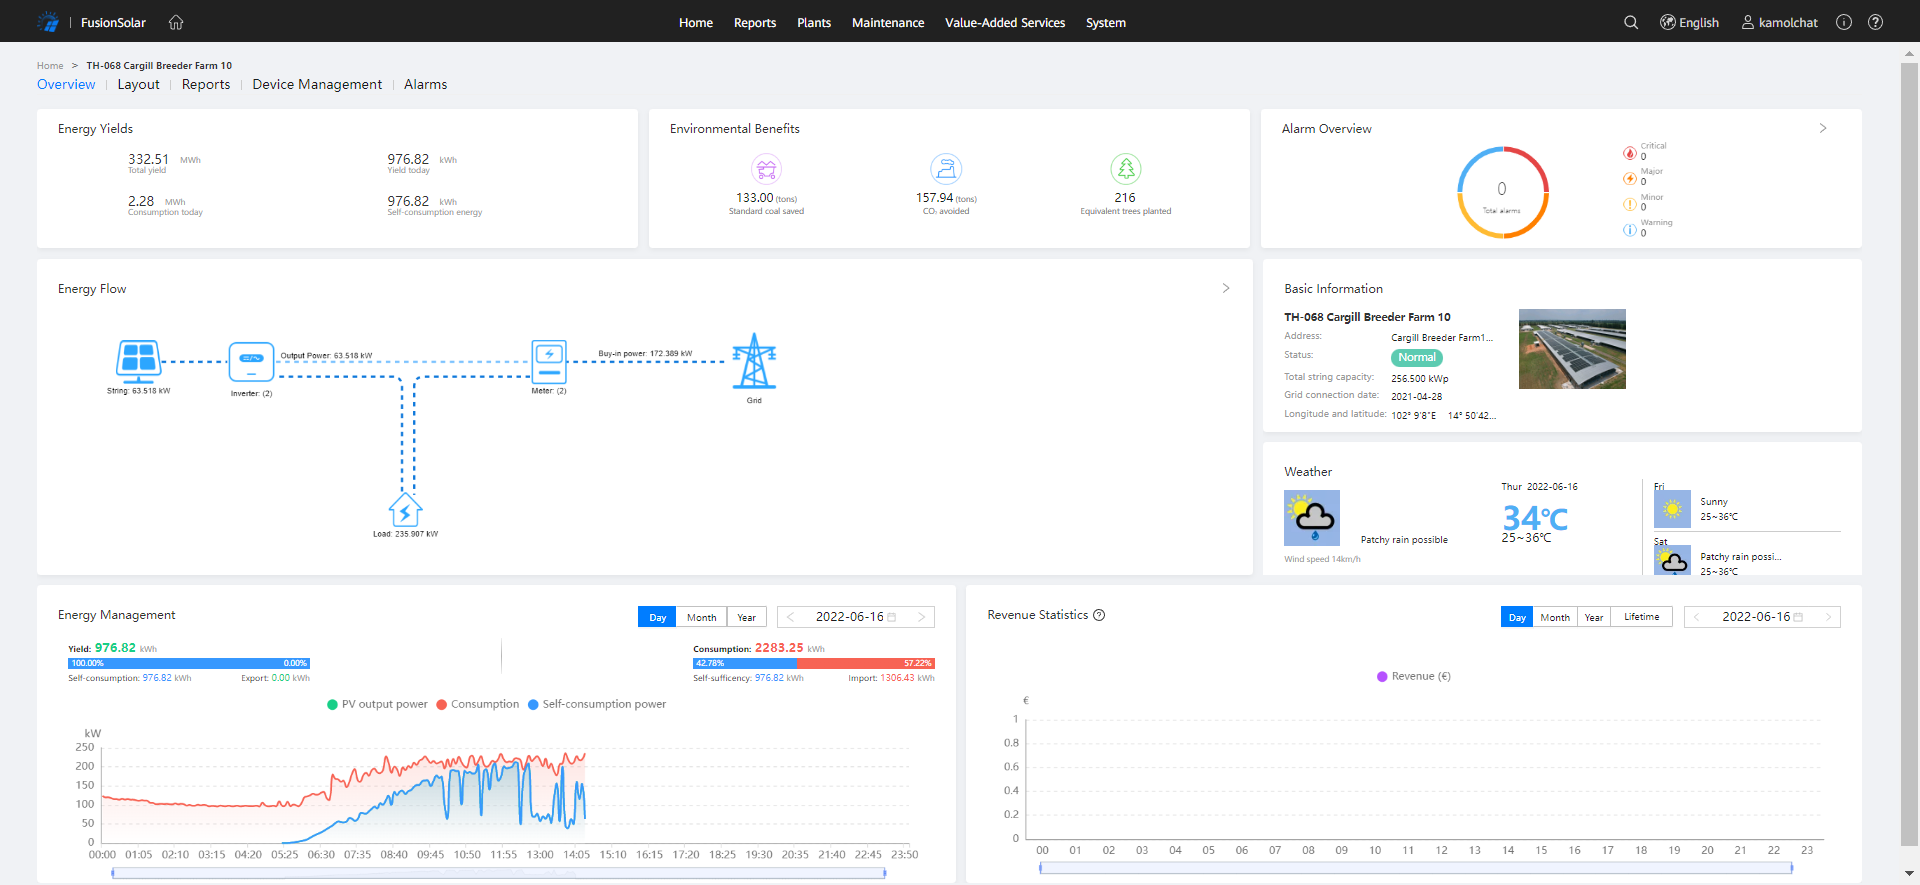 FusionSolar
Home Reports Plants Maintenance Value-Added Services System
English kamolchat
Home > TH-068 Cargill Breeder Farm 10
Overview Layout Reports Device Management Alarms
Energy Yields
332.51 MWh
Total yield
976.82 kWh
Yield today
2.28 MWh
Consumption today
976.82 kWh
Self-consumption energy
Environmental Benefits
133.00 (tons)
Standard coal saved
157.94 (tons)
CO₂ avoided
216
Equivalent trees planted
Alarm Overview
0
Total alarms
Critical
0
Major
0
Minor
0
Warning
0
Energy Flow
String: 63.518 kW
Output Power: 63.518 kW
Inverter: (2)
Meter: (2)
Buy-in power: 172.389 kW
Grid
Load: 235.907 kW
Basic Information
TH-068 Cargill Breeder Farm 10
Address: Cargill Breeder Farm1...
Status: Normal
Total string capacity: 256.500 kWp
Grid connection date: 2021-04-28
Longitude and latitude: 102° 9'8"E 14° 50'42...
Weather
Patchy rain possible
Wind speed 14km/h
Thur 2022-06-16
34℃
25~36℃
Fri
Sunny
25~36℃
Sat
Patchy rain possi...
25~36℃
Energy Management
Day Month Year
2022-06-16
Yield: 976.82 kWh
100.00% 0.00%
Self-consumption: 976.82 kWh Export: 0.00 kWh
Consumption: 2283.25 kWh
42.78% 57.22%
Self-sufficency: 976.82 kWh Import: 1306.43 kWh
PV output power Consumption Self-consumption power
kW
250
200
150
100
50
0
00:00 01:05 02:10 03:15 04:20 05:25 06:30 07:35 08:40 09:45 10:50 11:55 13:00 14:05 15:10 16:15 17:20 18:25 19:30 20:35 21:40 22:45 23:50
Revenue Statistics
Day Month Year Lifetime
2022-06-16
Revenue (€)
€
1
0.8
0.6
0.4
0.2
0
00 01 02 03 04 05 06 07 08 09 10 11 12 13 14 15 16 17 18 19 20 21 22 23